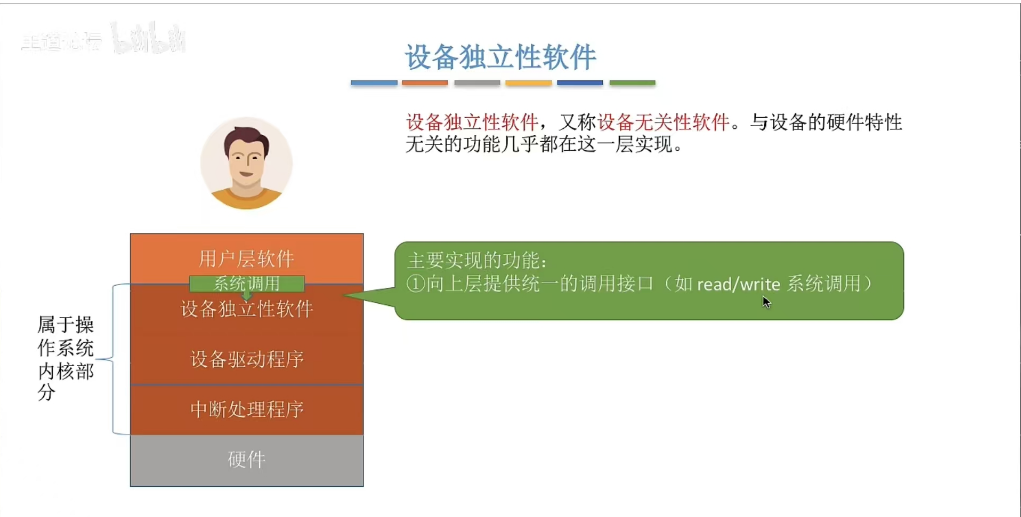 设备独立性软件
设备独立性软件，又称设备无关性软件。与设备的硬件特性
无关的功能几乎都在这一层实现。
用户层软件
系统调用
设备独立性软件
设备驱动程序
中断处理程序
硬件
属于操
作系统
内核部
分
主要实现的功能：
①向上层提供统一的调用接口（如 read/write 系统调用）